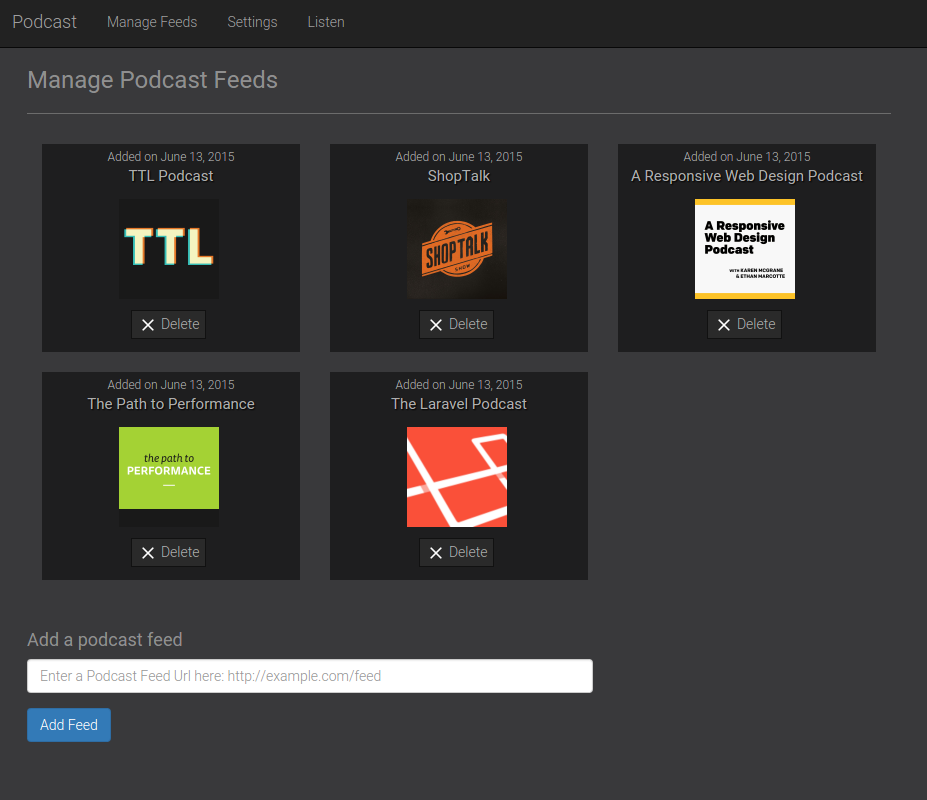 Podcast Manage Feeds Settings Listen
Manage Podcast Feeds
Added on June 13, 2015
TTL Podcast
TTL
Delete
Added on June 13, 2015
ShopTalk
SHOP TALK
SHOW
Delete
Added on June 13, 2015
A Responsive Web Design Podcast
A Responsive
Web Design
Podcast
WITH KAREN MCGRANE
& ETHAN MARCOTTE
Delete
Added on June 13, 2015
The Path to Performance
the path to
PERFORMANCE
Delete
Added on June 13, 2015
The Laravel Podcast
Delete
Add a podcast feed
Enter a Podcast Feed Url here: http://example.com/feed
Add Feed